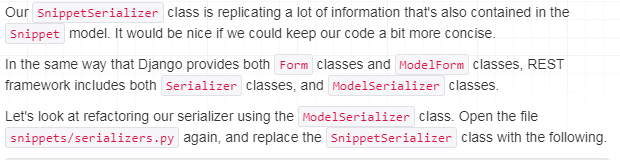 Our SnippetSerializer class is replicating a lot of information that's also contained in the
Snippet model. It would be nice if we could keep our code a bit more concise.
In the same way that Django provides both Form classes and ModelForm classes, REST
framework includes both Serializer classes, and ModelSerializer classes.
Let's look at refactoring our serializer using the ModelSerializer class. Open the file
snippets/serializers.py again, and replace the SnippetSerializer class with the following.